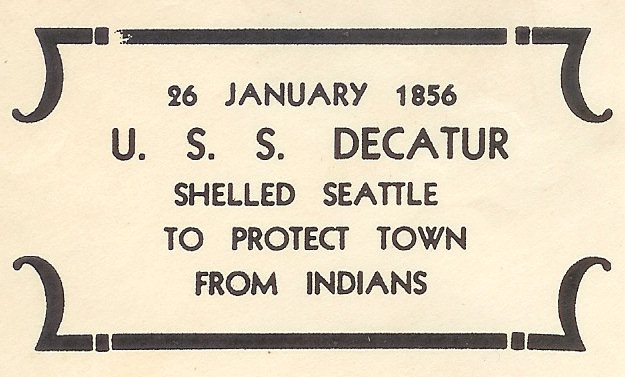 26 JANUARY 1856
U. S. S. DECATUR
SHELLED SEATTLE
TO PROTECT TOWN
FROM INDIANS